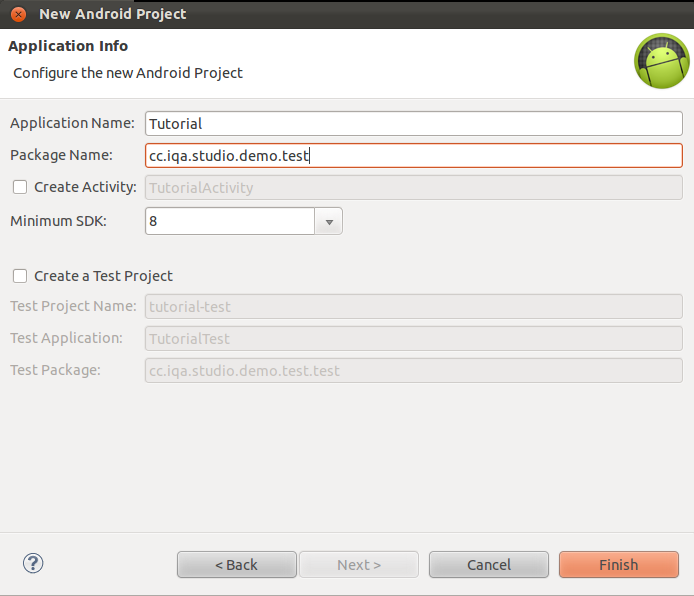 New Android Project
Application Info
Configure the new Android Project
Application Name: Tutorial
Package Name: cc.iqa.studio.demo.test
Create Activity: TutorialActivity
Minimum SDK: 8
Create a Test Project
Test Project Name: tutorial-test
Test Application: TutorialTest
Test Package: cc.iqa.studio.demo.test.test
? < Back Next > Cancel Finish